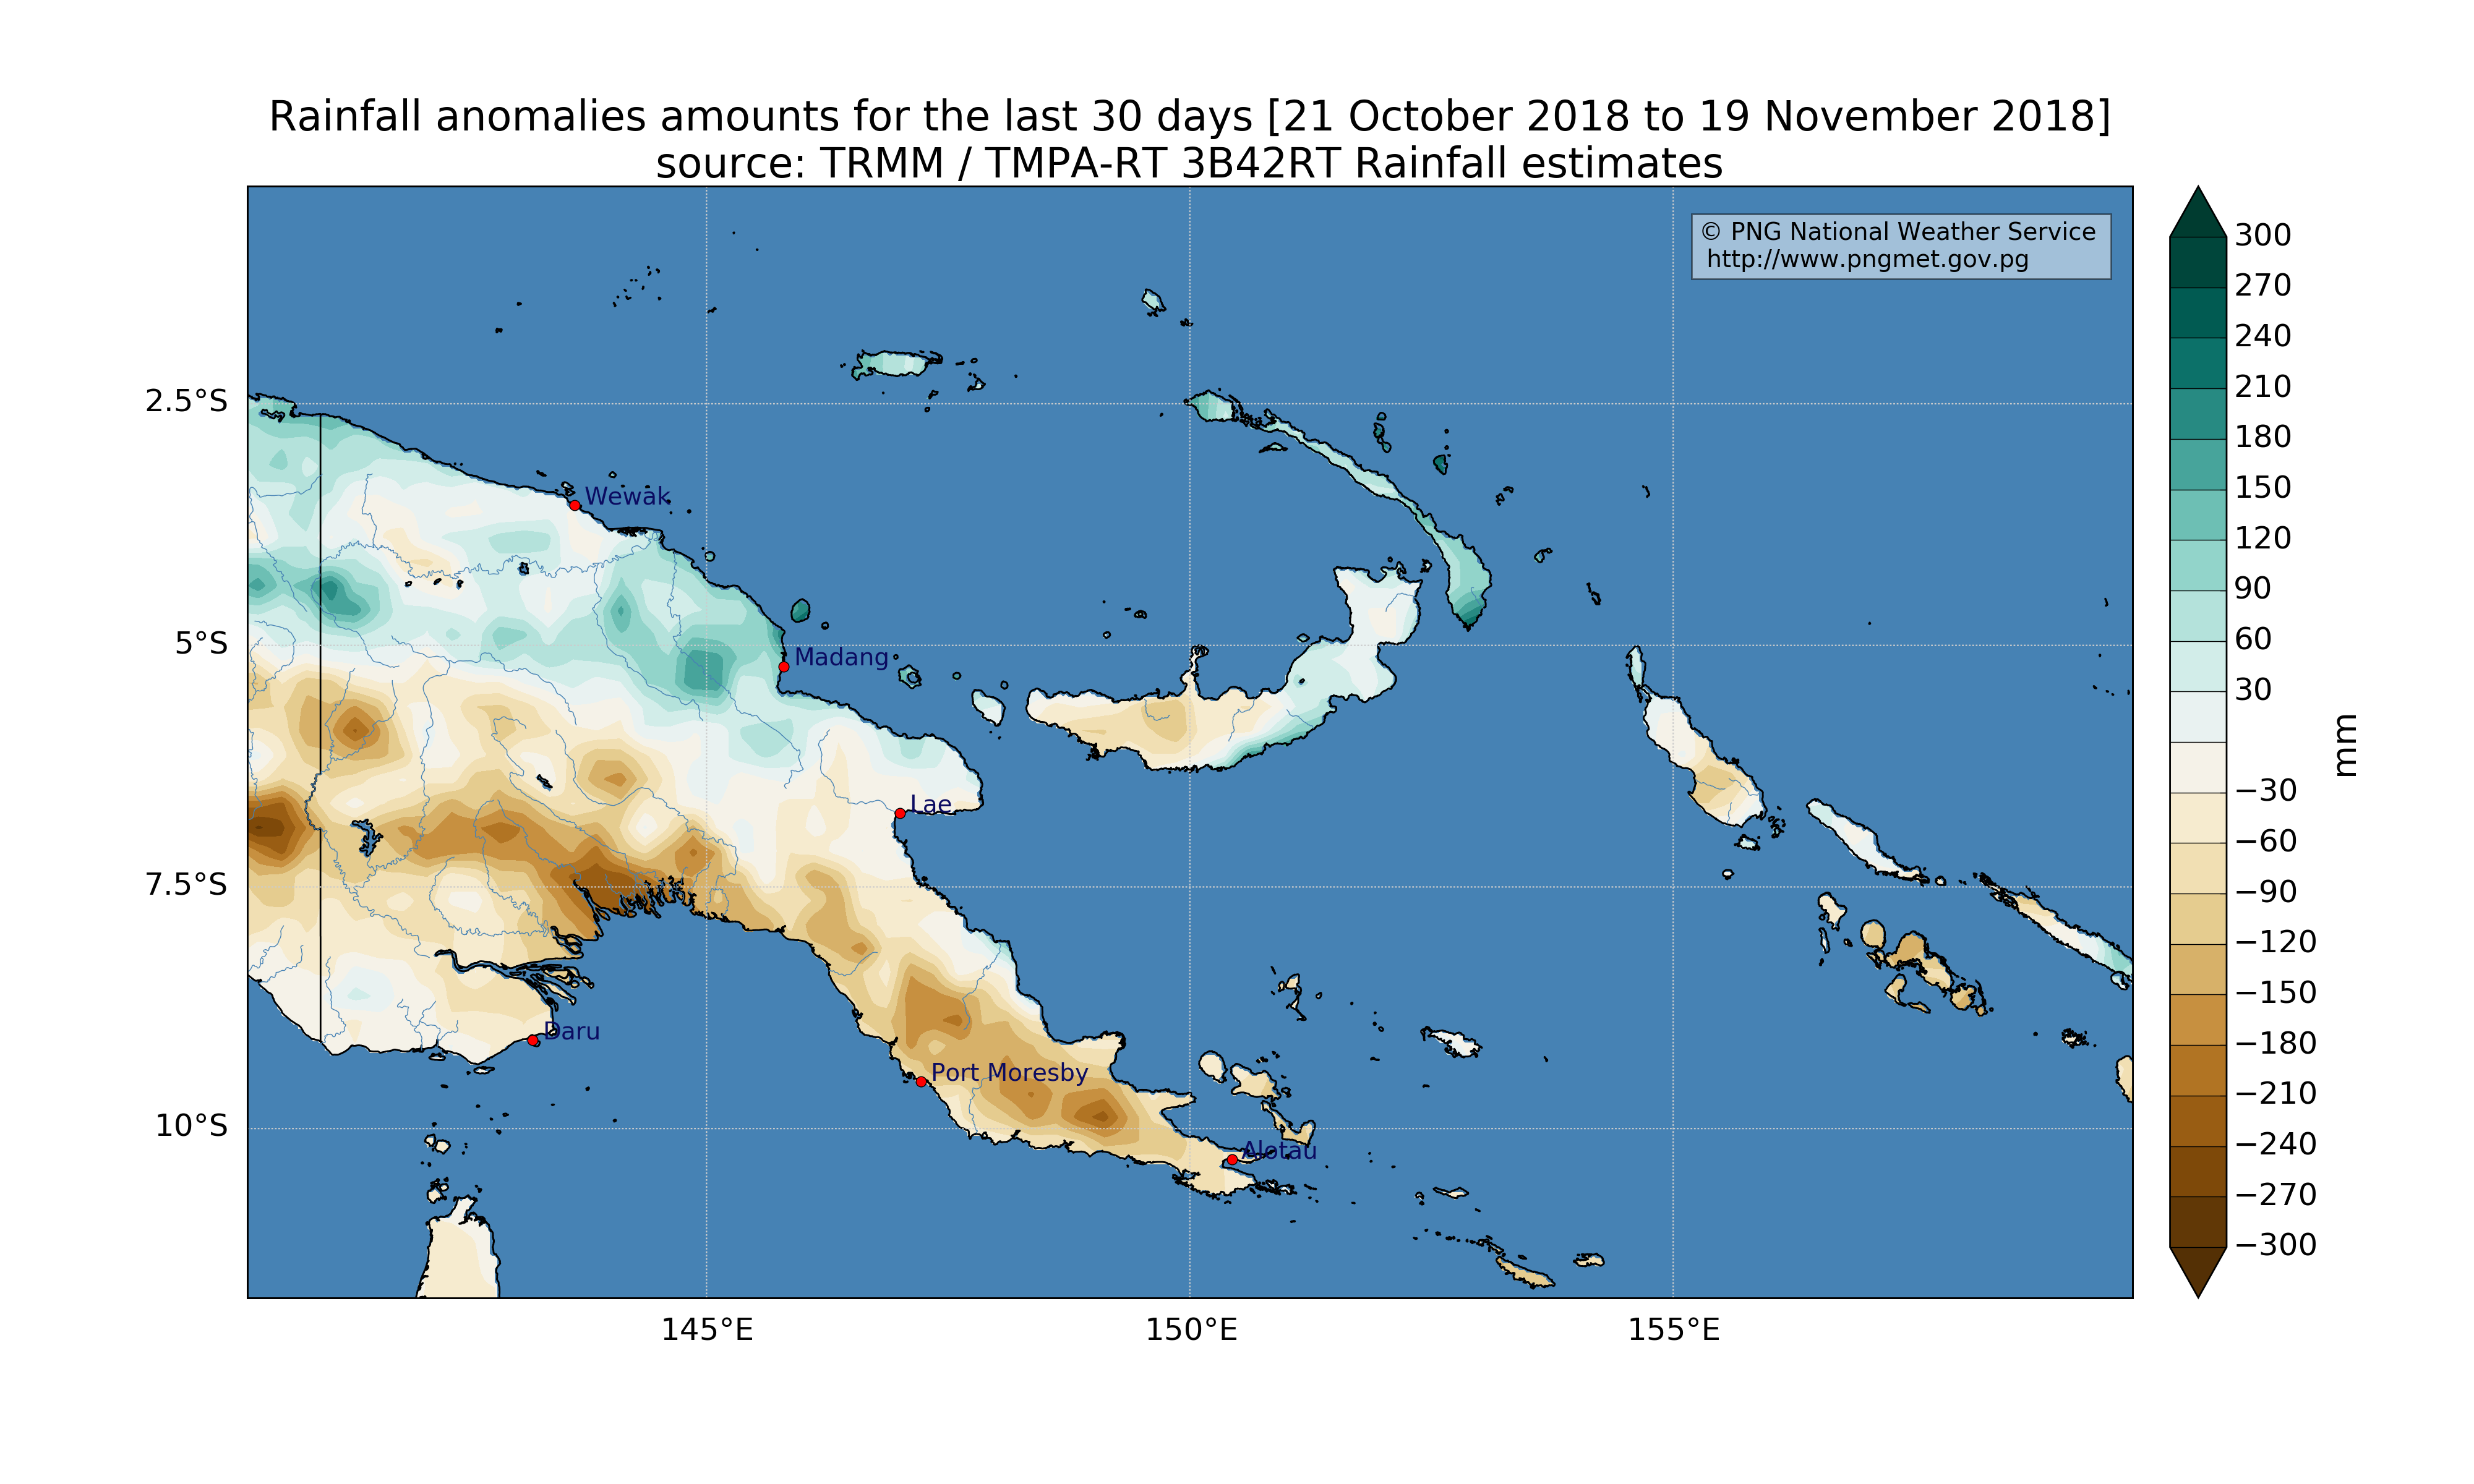 Rainfall anomalies amounts for the last 30 days [21 October 2018 to 19 November 2018]
source: TRMM / TMPA-RT 3B42RT Rainfall estimates
© PNG National Weather Service
http://www.pngmet.gov.pg
2.5°S
5°S
7.5°S
10°S
Wewak
Madang
Lae
Daru
Port Moresby
Alotau
145°E
150°E
155°E
300
270
240
210
180
150
120
90
60
30
−30
−60
−90
−120
−150
−180
−210
−240
−270
−300
mm